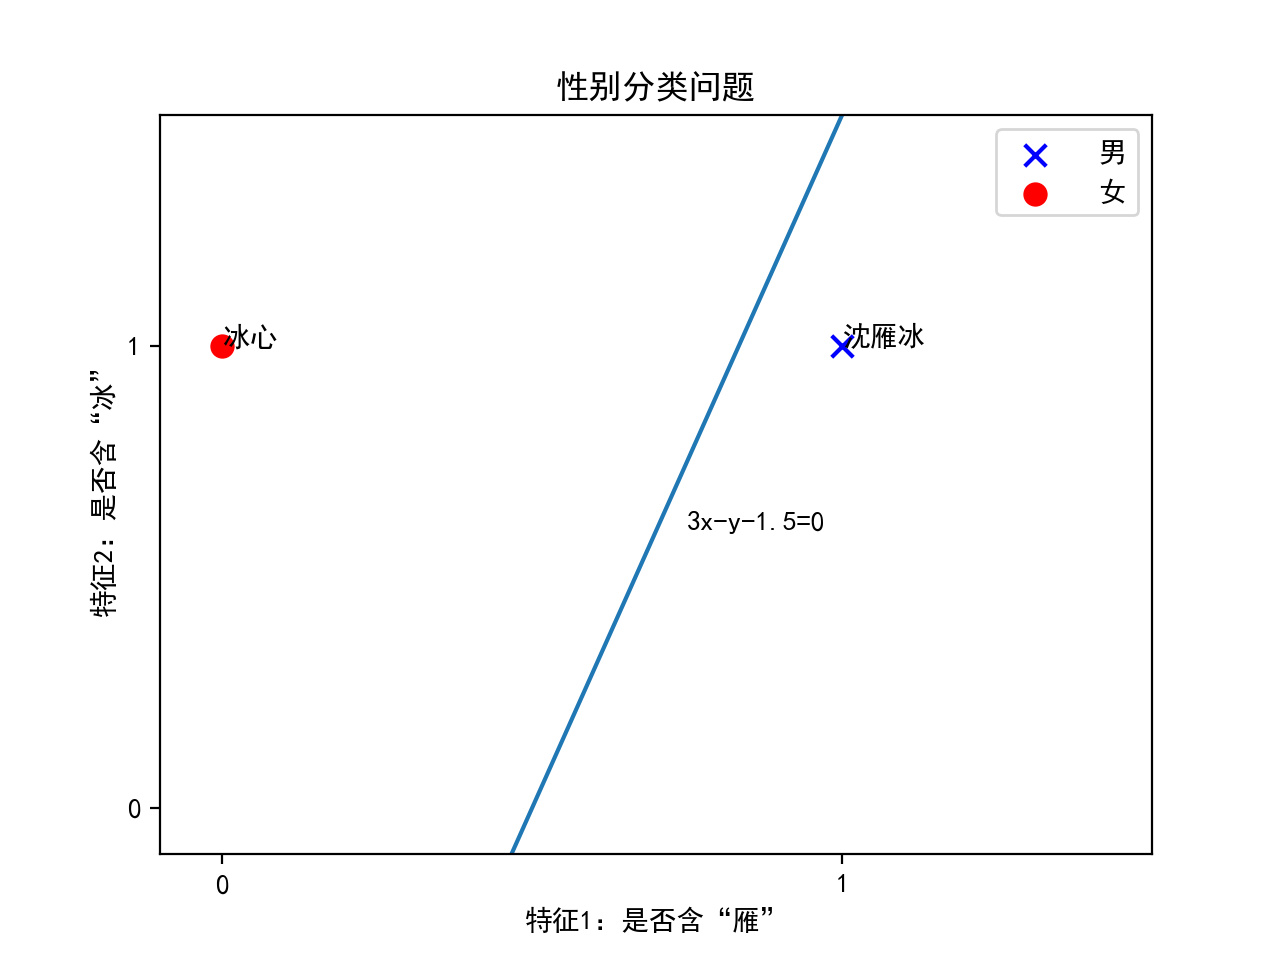 性别分类问题
男
女
冰心
沈雁冰
3x-y-1.5=0
1
0
特征2：是否含“冰”
0
1
特征1：是否含“雁”